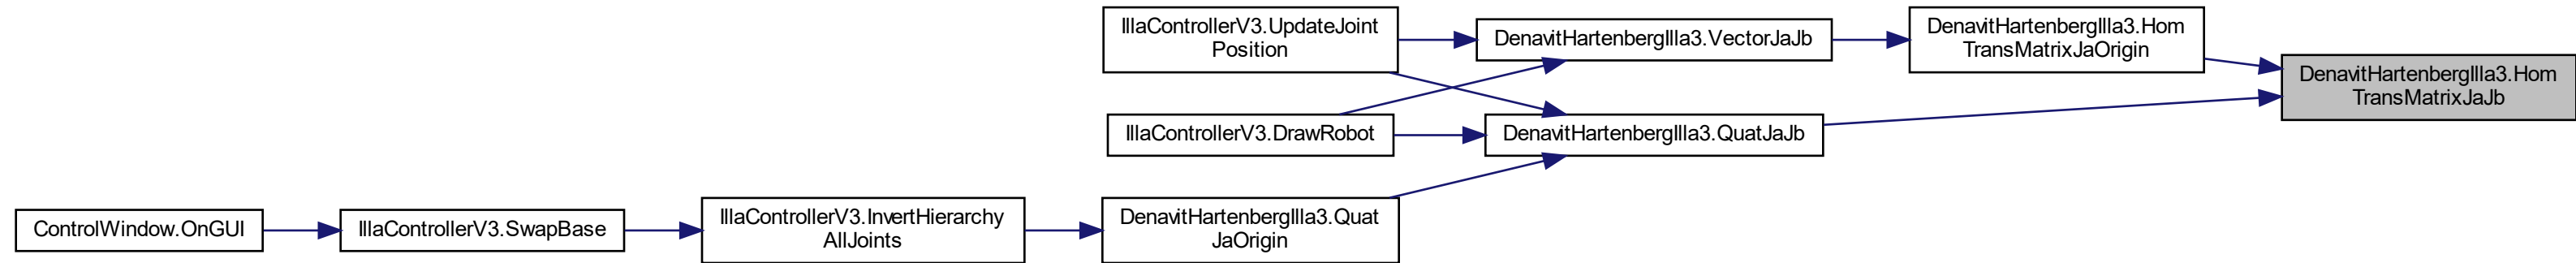 IllaControllerV3.UpdateJoint
Position
DenavitHartenbergIlla3.VectorJaJb
DenavitHartenbergIlla3.Hom
TransMatrixJaOrigin
DenavitHartenbergIlla3.Hom
TransMatrixJaJb
IllaControllerV3.DrawRobot
DenavitHartenbergIlla3.QuatJaJb
ControlWindow.OnGUI
IllaControllerV3.SwapBase
IllaControllerV3.InvertHierarchy
AllJoints
DenavitHartenbergIlla3.Quat
JaOrigin